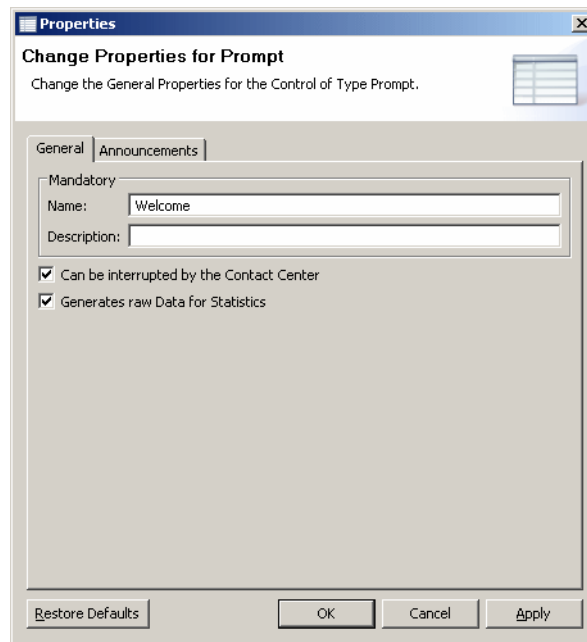 Properties
Change Properties for Prompt
Change the General Properties for the Control of Type Prompt.
General Announcements
Mandatory
Name: Welcome
Description:
Can be interrupted by the Contact Center
Generates raw Data for Statistics
Restore Defaults OK Cancel Apply